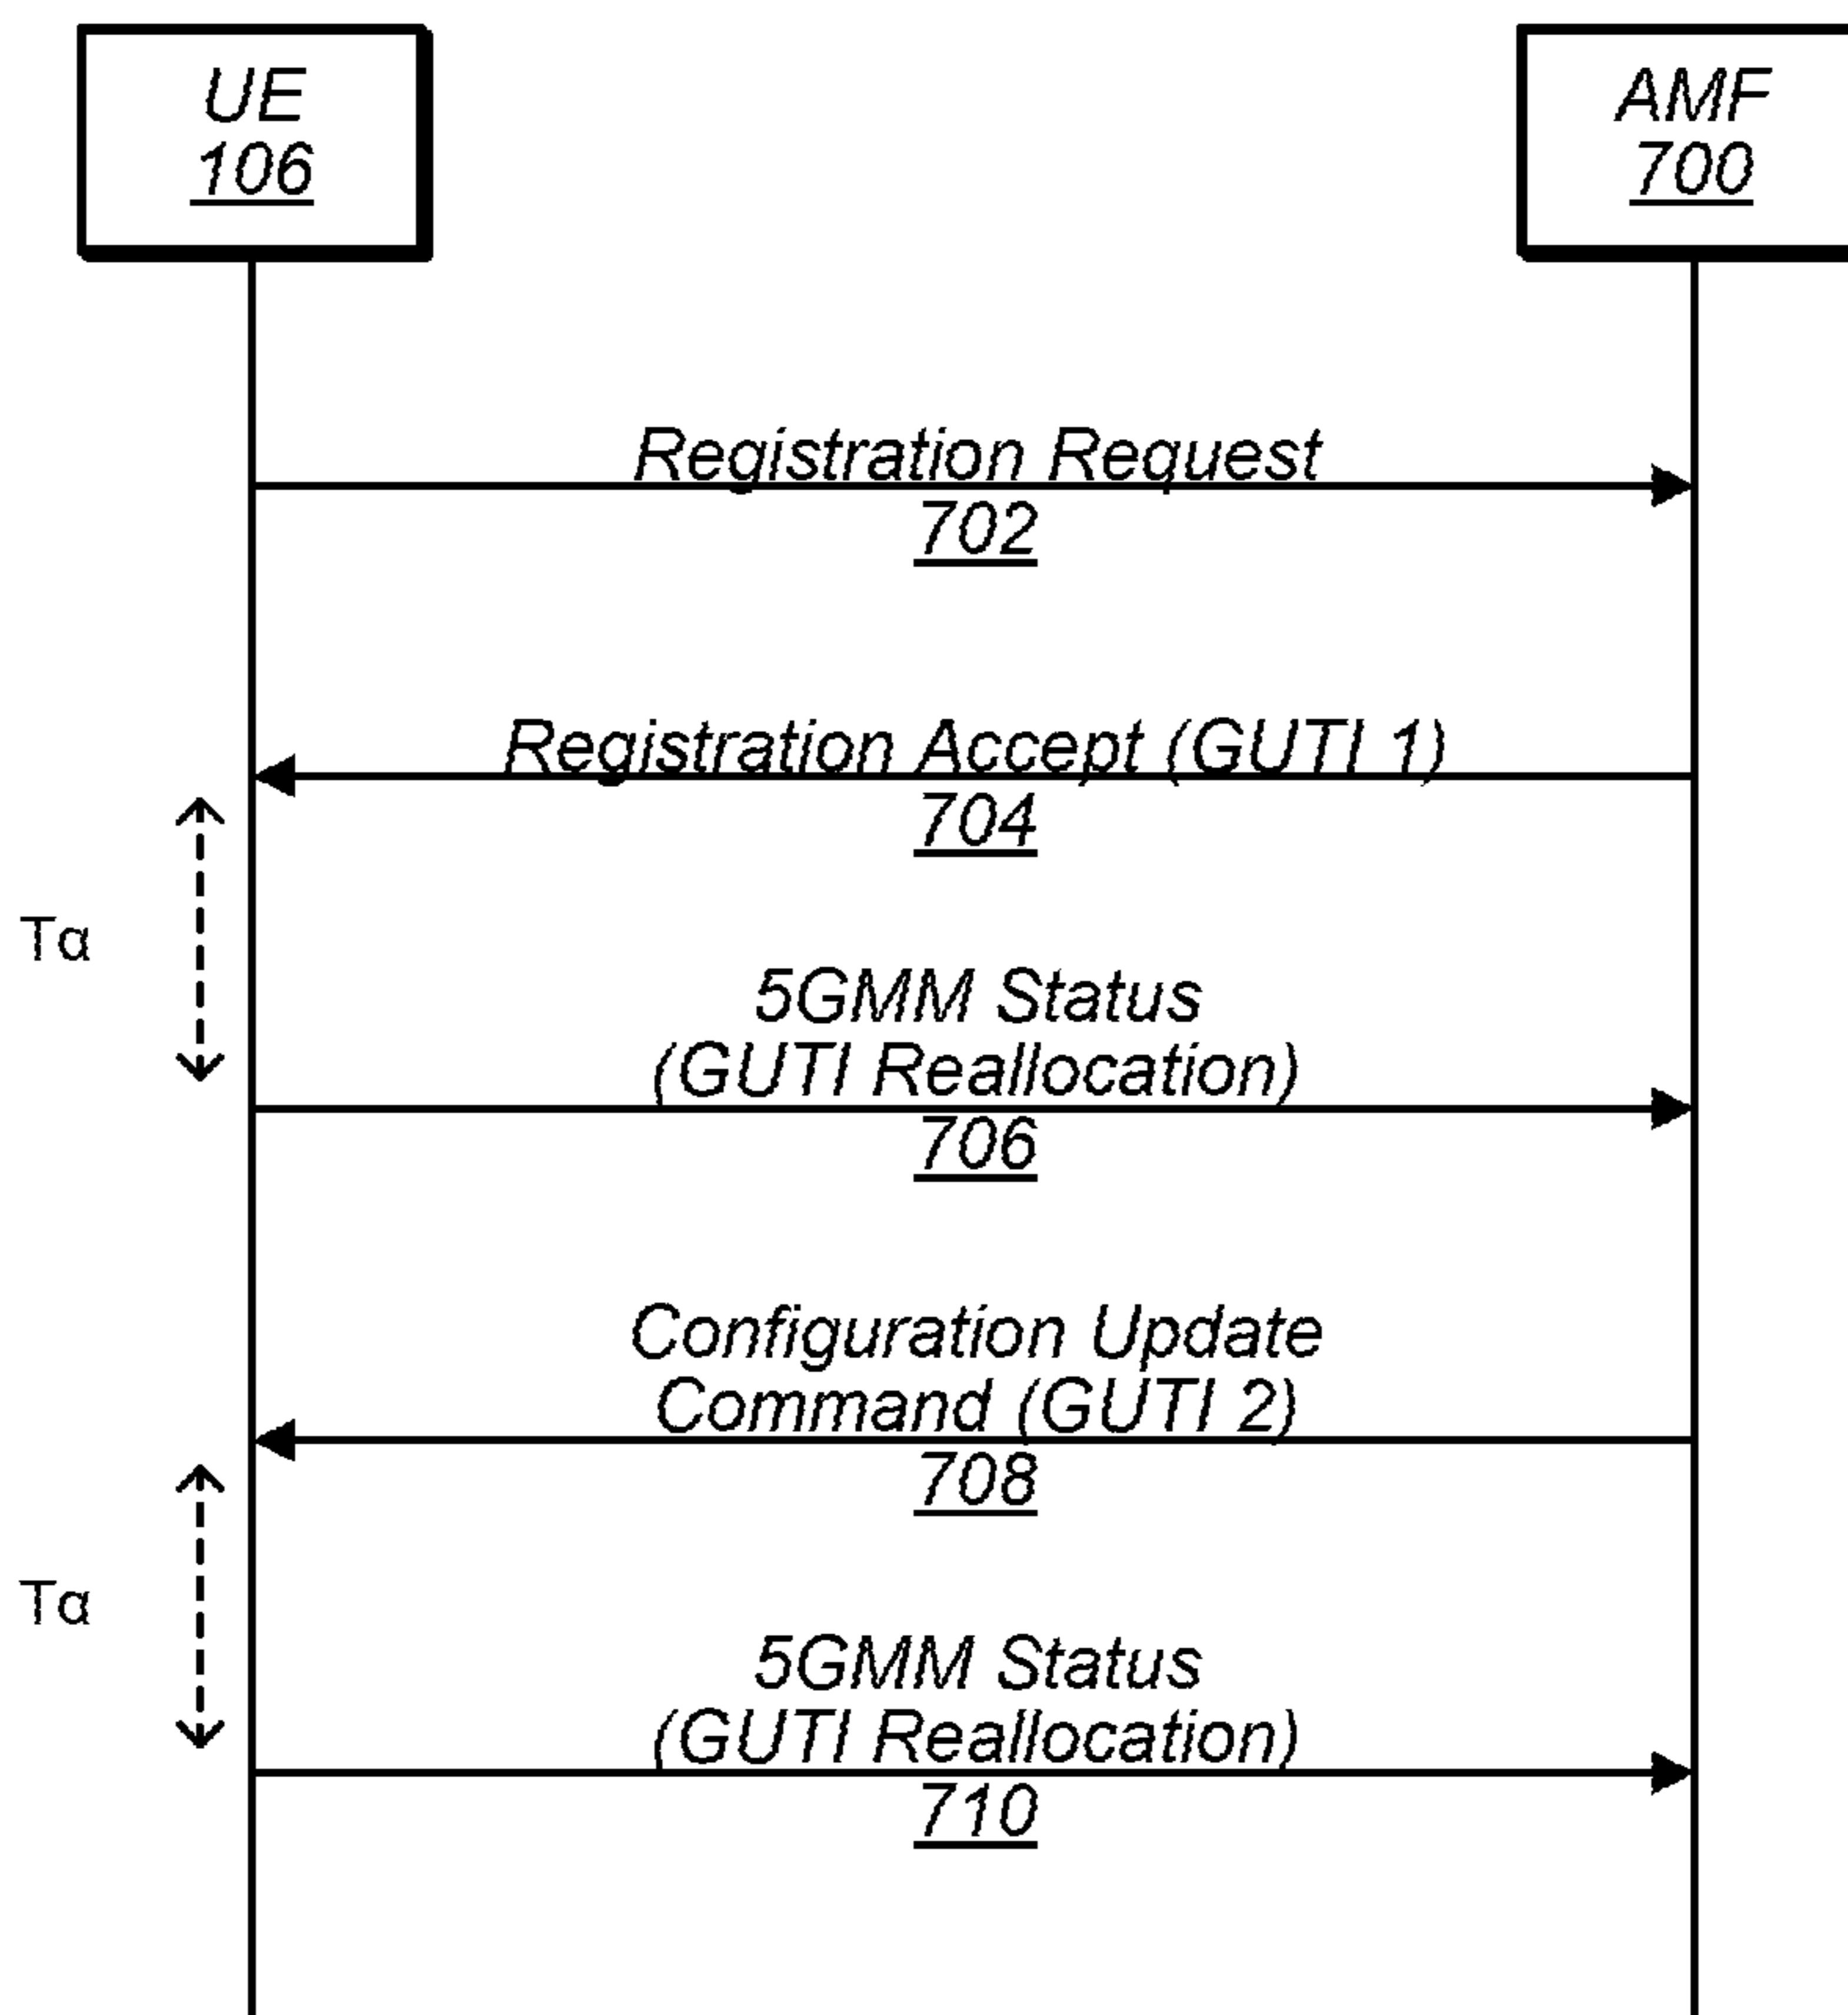 UE
106
AMF
700
Registration Request
702
Registration Accept (GUTI 1)
704
Tα
5GMM Status
(GUTI Reallocation)
706
Configuration Update
Command (GUTI 2)
708
Tα
5GMM Status
(GUTI Reallocation)
710